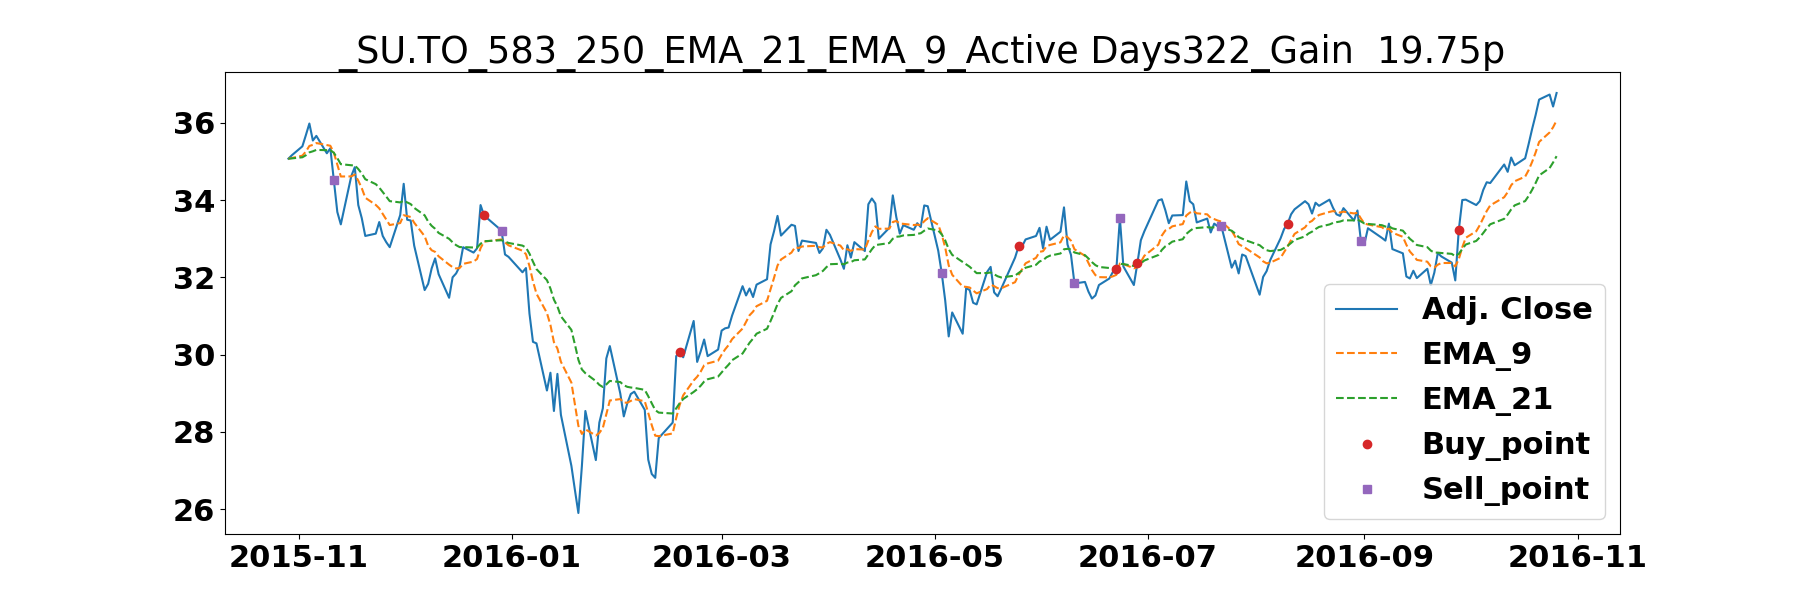 _SU.TO_583_250_EMA_21_EMA_9_Active Days322_Gain  19.75p
36
34
32
30
28
26
Adj. Close
EMA_9
EMA_21
Buy_point
Sell_point
2015-11 2016-01 2016-03 2016-05 2016-07 2016-09 2016-11